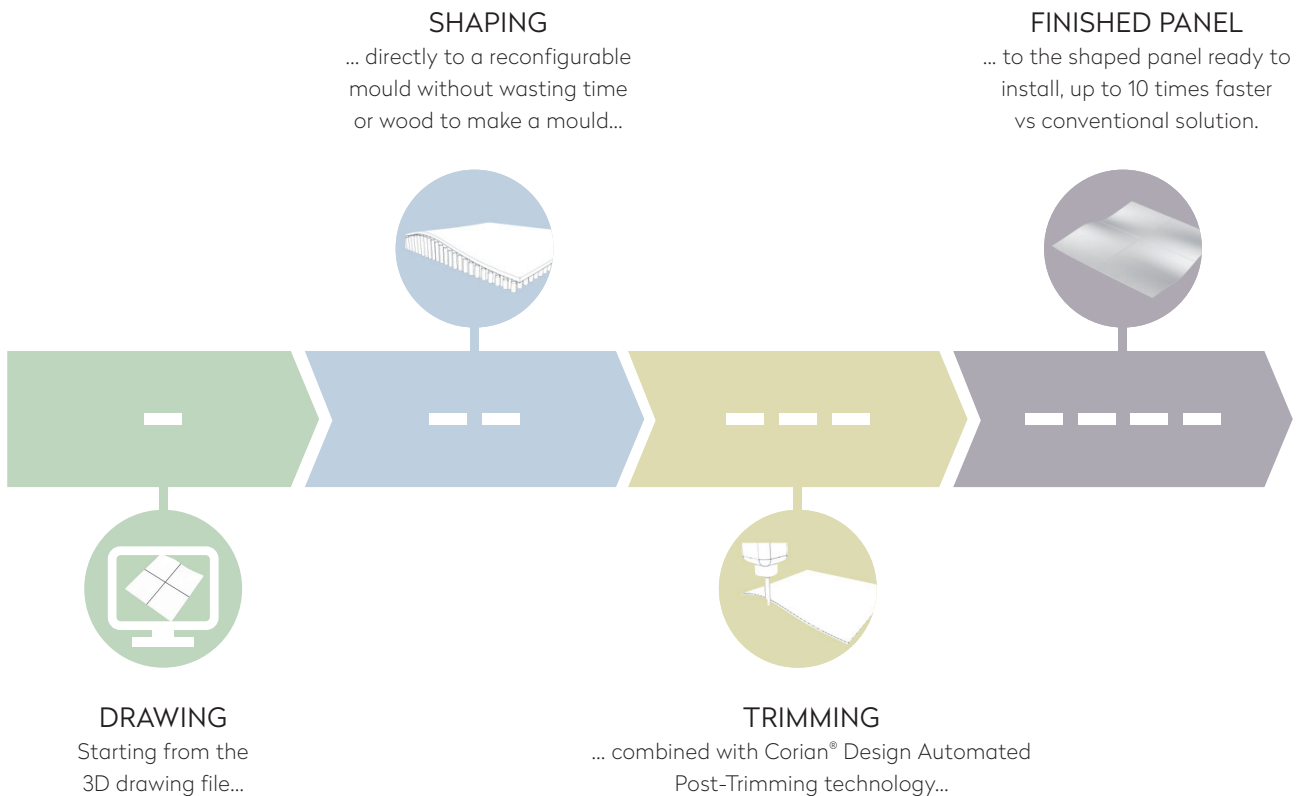 SHAPING
... directly to a reconfigurable
mould without wasting time
or wood to make a mould...
FINISHED PANEL
... to the shaped panel ready to
install, up to 10 times faster
vs conventional solution.
DRAWING
Starting from the
3D drawing file...
TRIMMING
... combined with Corian® Design Automated
Post-Trimming technology...